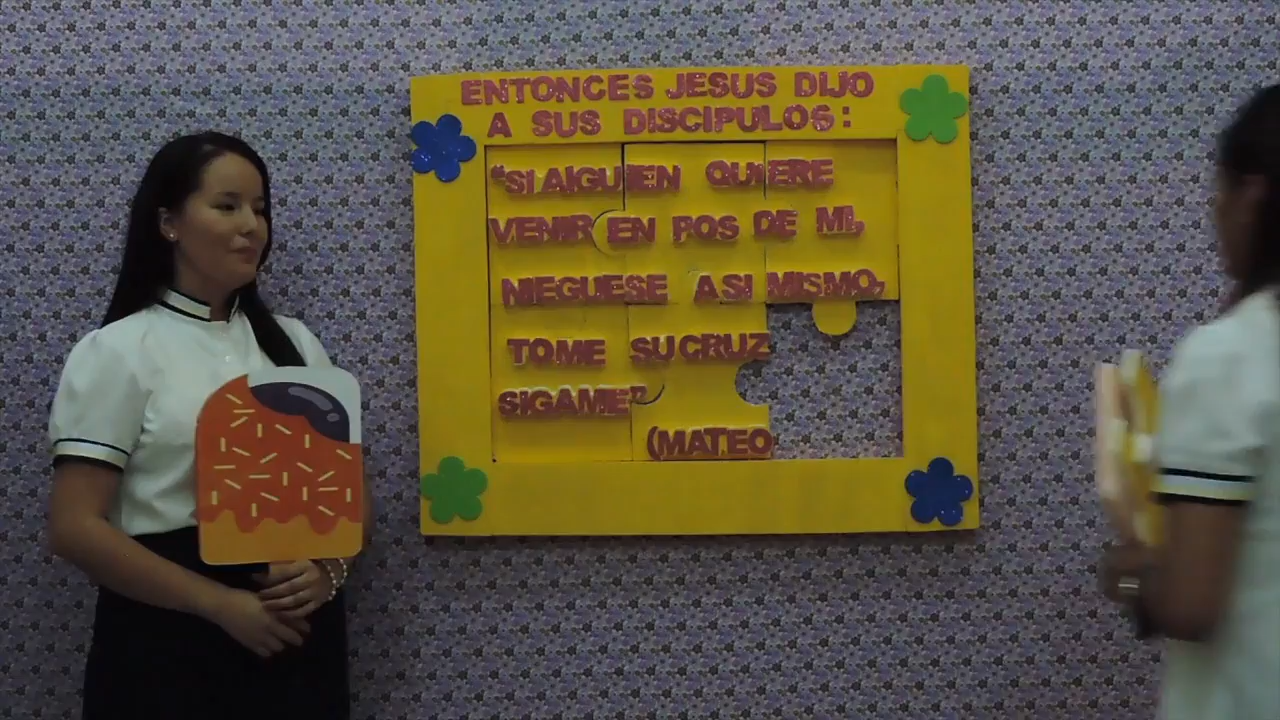 ENTONCES JESUS DIJO
A SUS DISCIPULOS:
"SI AlGUIEN QUIERE
VENIR EN POS DE MI,
NIEGUESE A SI MISMO,
TOME SU CRUZ
SIGAME"
(MATEO